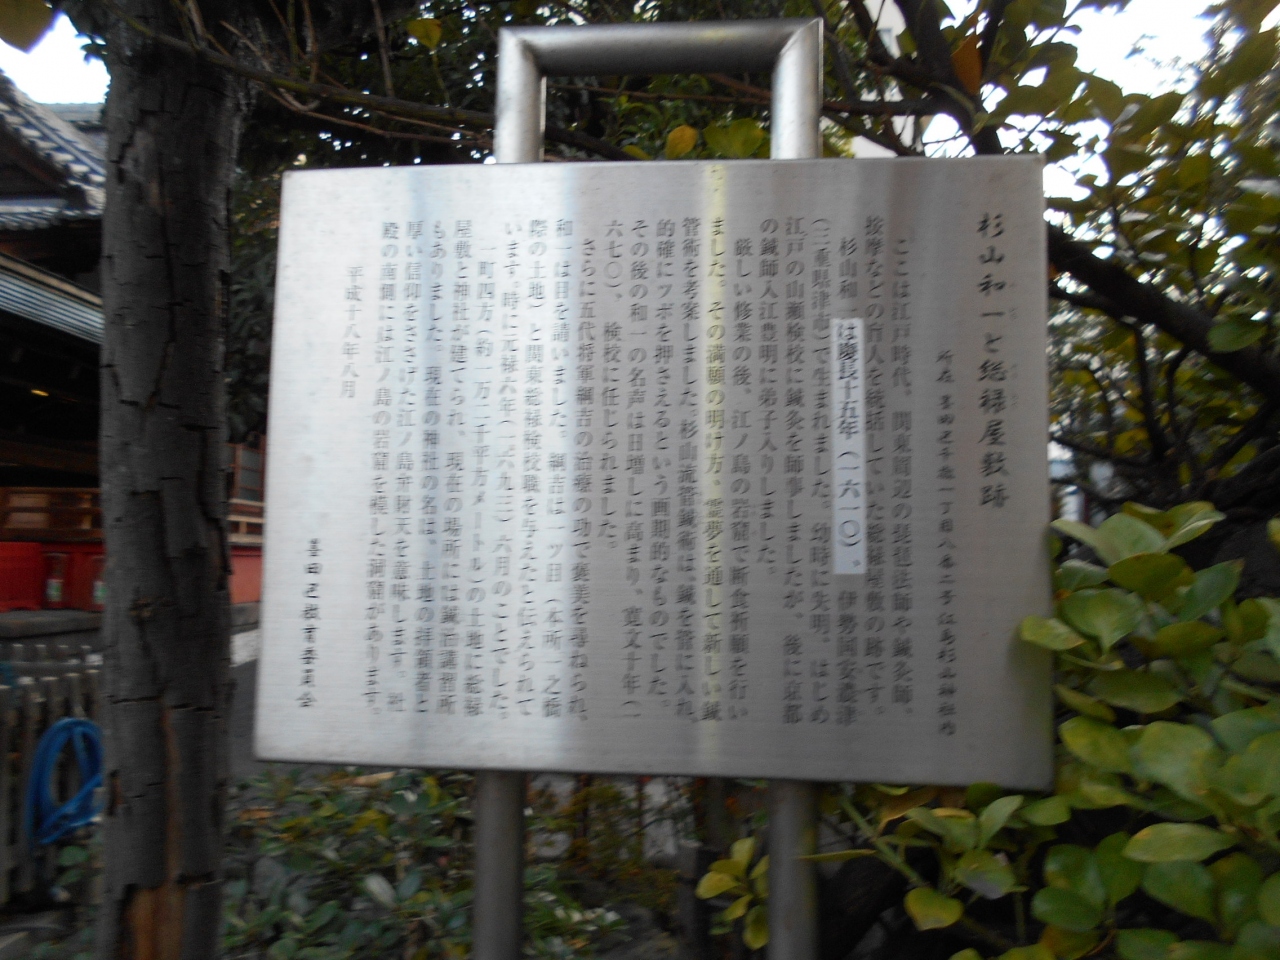 杉山和一と総禄屋敷跡
所在 墨田区千歳一丁目八番二号 江島杉山神社内
ここは江戸時代、関東周辺の琵琶法師や鍼灸師、
按摩などの盲人を統括していた総禄屋敷の跡です。
杉山和一は慶長十五年（一六一〇）、伊勢国安濃津
（三重県津市）で生まれました。幼時に失明、はじめ
江戸の山瀬検校に鍼灸を師事しましたが、後に京都
の鍼師入江豊明に弟子入りしました。
厳しい修業の後、江ノ島の岩窟で断食祈願を行い
ました。その満願の明け方、霊夢を通して新しい鍼
管術を考案しました。杉山流管鍼術は、鍼を管に入れ、
的確にツボを押さえるという画期的なものでした。
その後の和一の名声は日増しに高まり、寛文十年（一
六七〇）、検校に任じられました。
さらに五代将軍綱吉の治療の功で褒美を尋ねられ、
和一は目を請いました。綱吉は一ツ目（本所一之橋
際の土地）と関東総禄検校職を与えたと伝えられて
います。時に元禄六年（一六九三）六月のことでした。
一町四方（約一万二千平方メートル）の土地に総禄
屋敷と神社が建てられ、現在の場所には鍼治講習所
もありました。現在の神社の名は、土地の拝領者と
厚い信仰をささげた江ノ島弁財天を意味します。社
殿の南側には江ノ島の岩窟を模した洞窟があります。
平成十八年八月
墨田区教育委員会